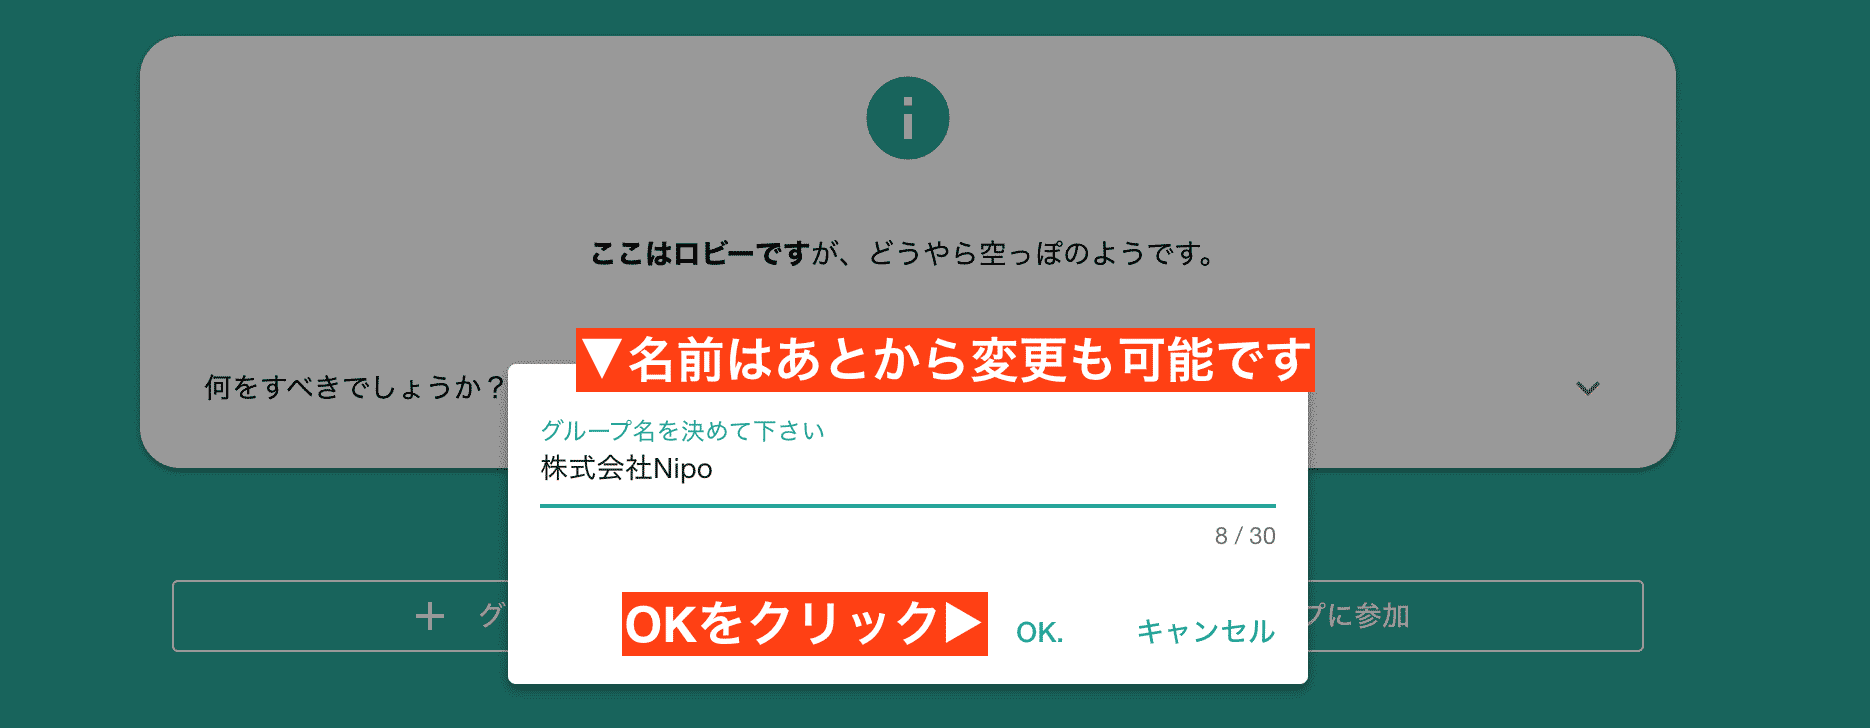 ここはロビーですが、どうやら空っぽのようです。
▼名前はあとから変更も可能です
何をすべきでしょうか？
グループ名を決めて下さい
株式会社Nipo
8 / 30
OKをクリック▶
OK.
キャンセル
＋ グ
プに参加